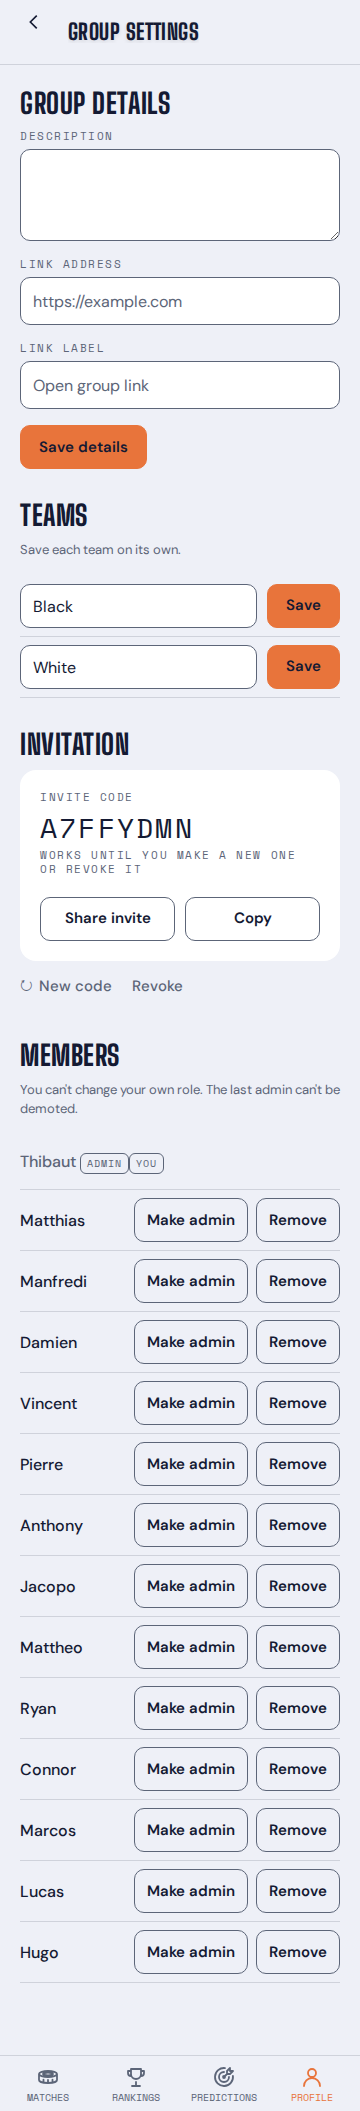 GROUP SETTINGS
GROUP DETAILS
DESCRIPTION
LINK ADDRESS
https://example.com
LINK LABEL
Open group link
Save details
TEAMS
Save each team on its own.
Black Save
White Save
INVITATION
INVITE CODE
A7FFYDMN
WORKS UNTIL YOU MAKE A NEW ONE
OR REVOKE IT
Share invite Copy
New code Revoke
MEMBERS
You can't change your own role. The last admin can't be
demoted.
Thibaut ADMIN YOU
Matthias Make admin Remove
Manfredi Make admin Remove
Damien Make admin Remove
Vincent Make admin Remove
Pierre Make admin Remove
Anthony Make admin Remove
Jacopo Make admin Remove
Mattheo Make admin Remove
Ryan Make admin Remove
Connor Make admin Remove
Marcos Make admin Remove
Lucas Make admin Remove
Hugo Make admin Remove
MATCHES RANKINGS PREDICTIONS PROFILE